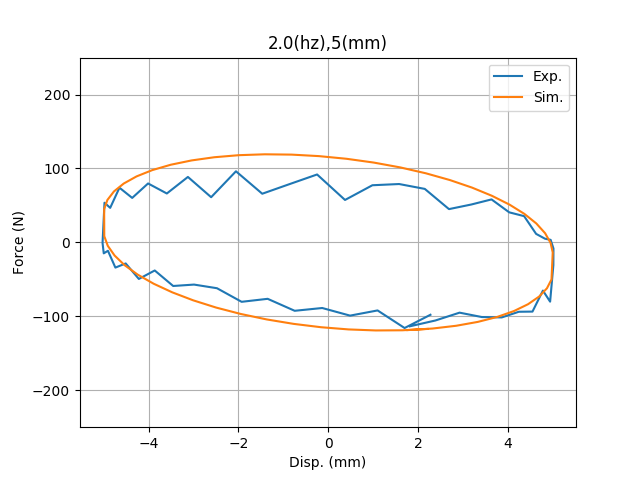 2.0(hz),5(mm)
Exp.
Sim.
200
100
0
−100
−200
Force (N)
−4
−2
0
2
4
Disp. (mm)